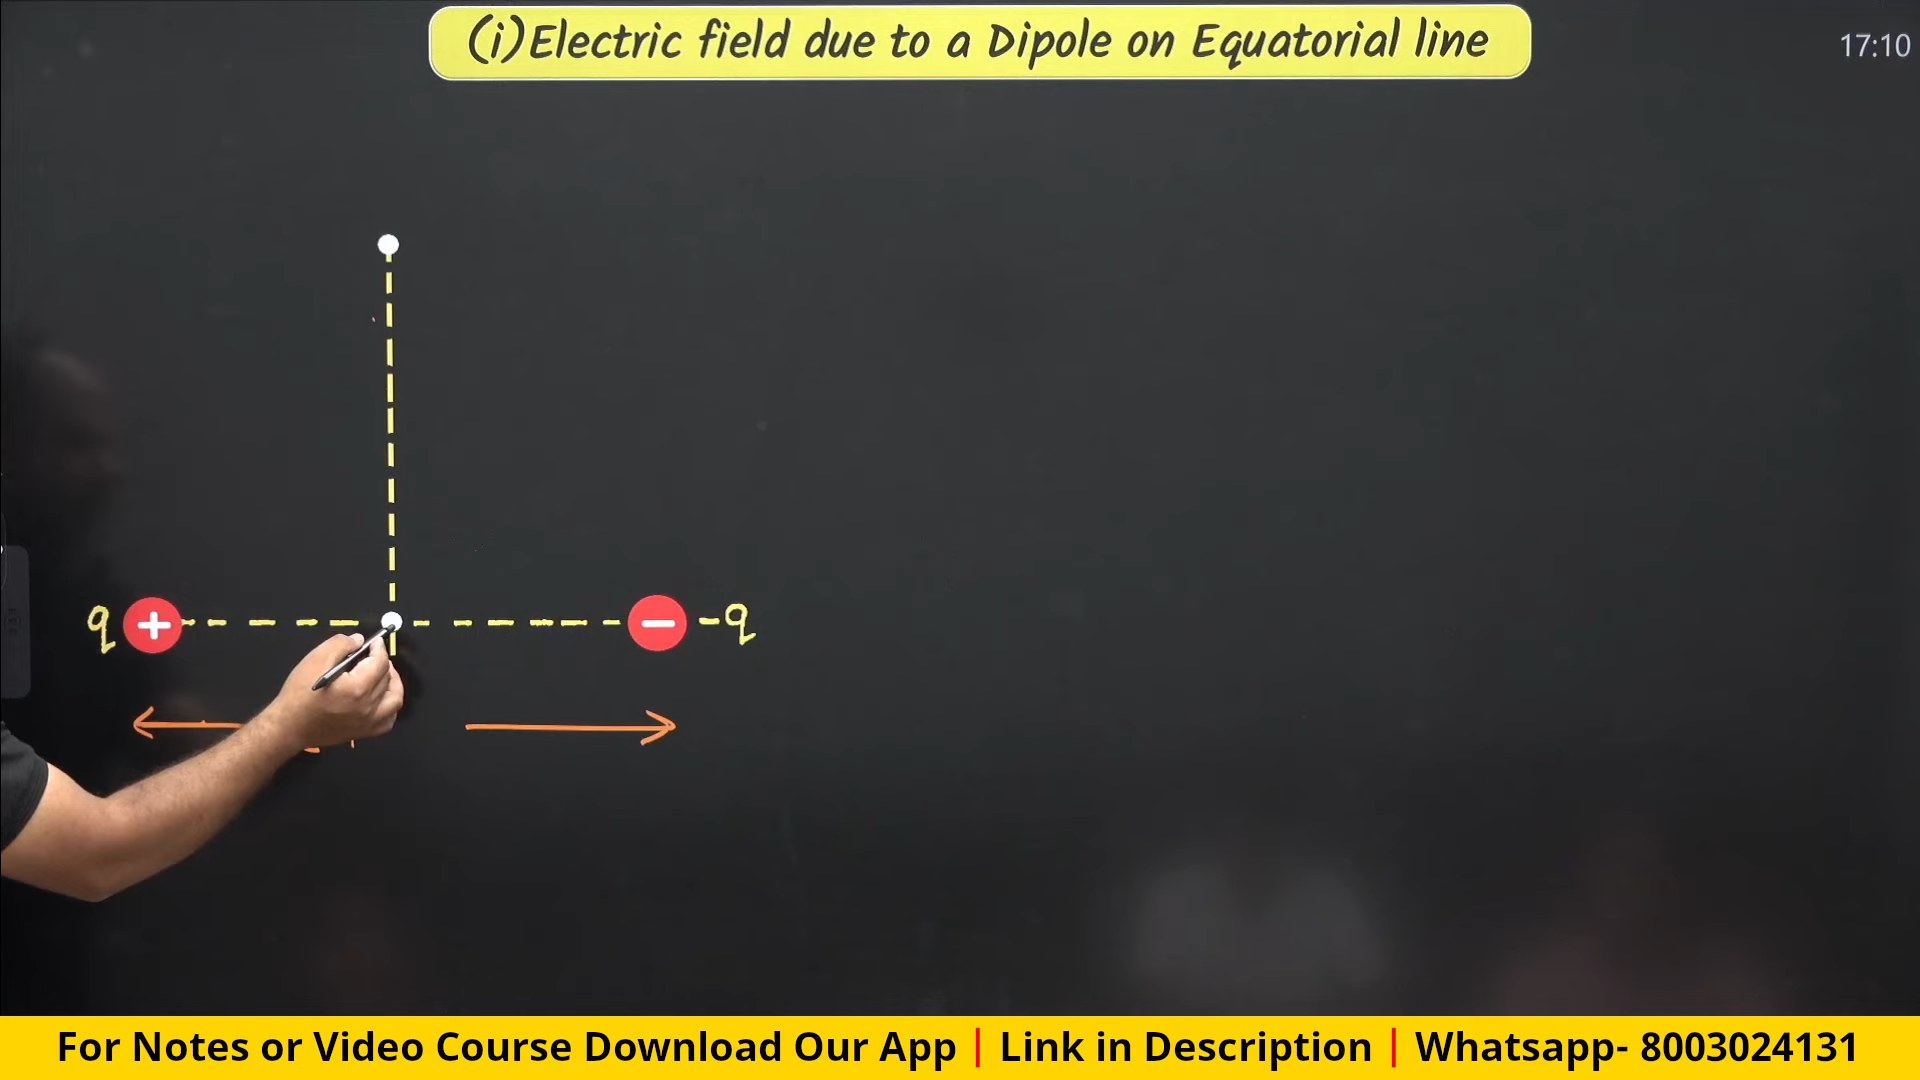 (i) Electric field due to a Dipole on Equatorial line
17:10
q + - -q
For Notes or Video Course Download Our App | Link in Description | Whatsapp- 8003024131